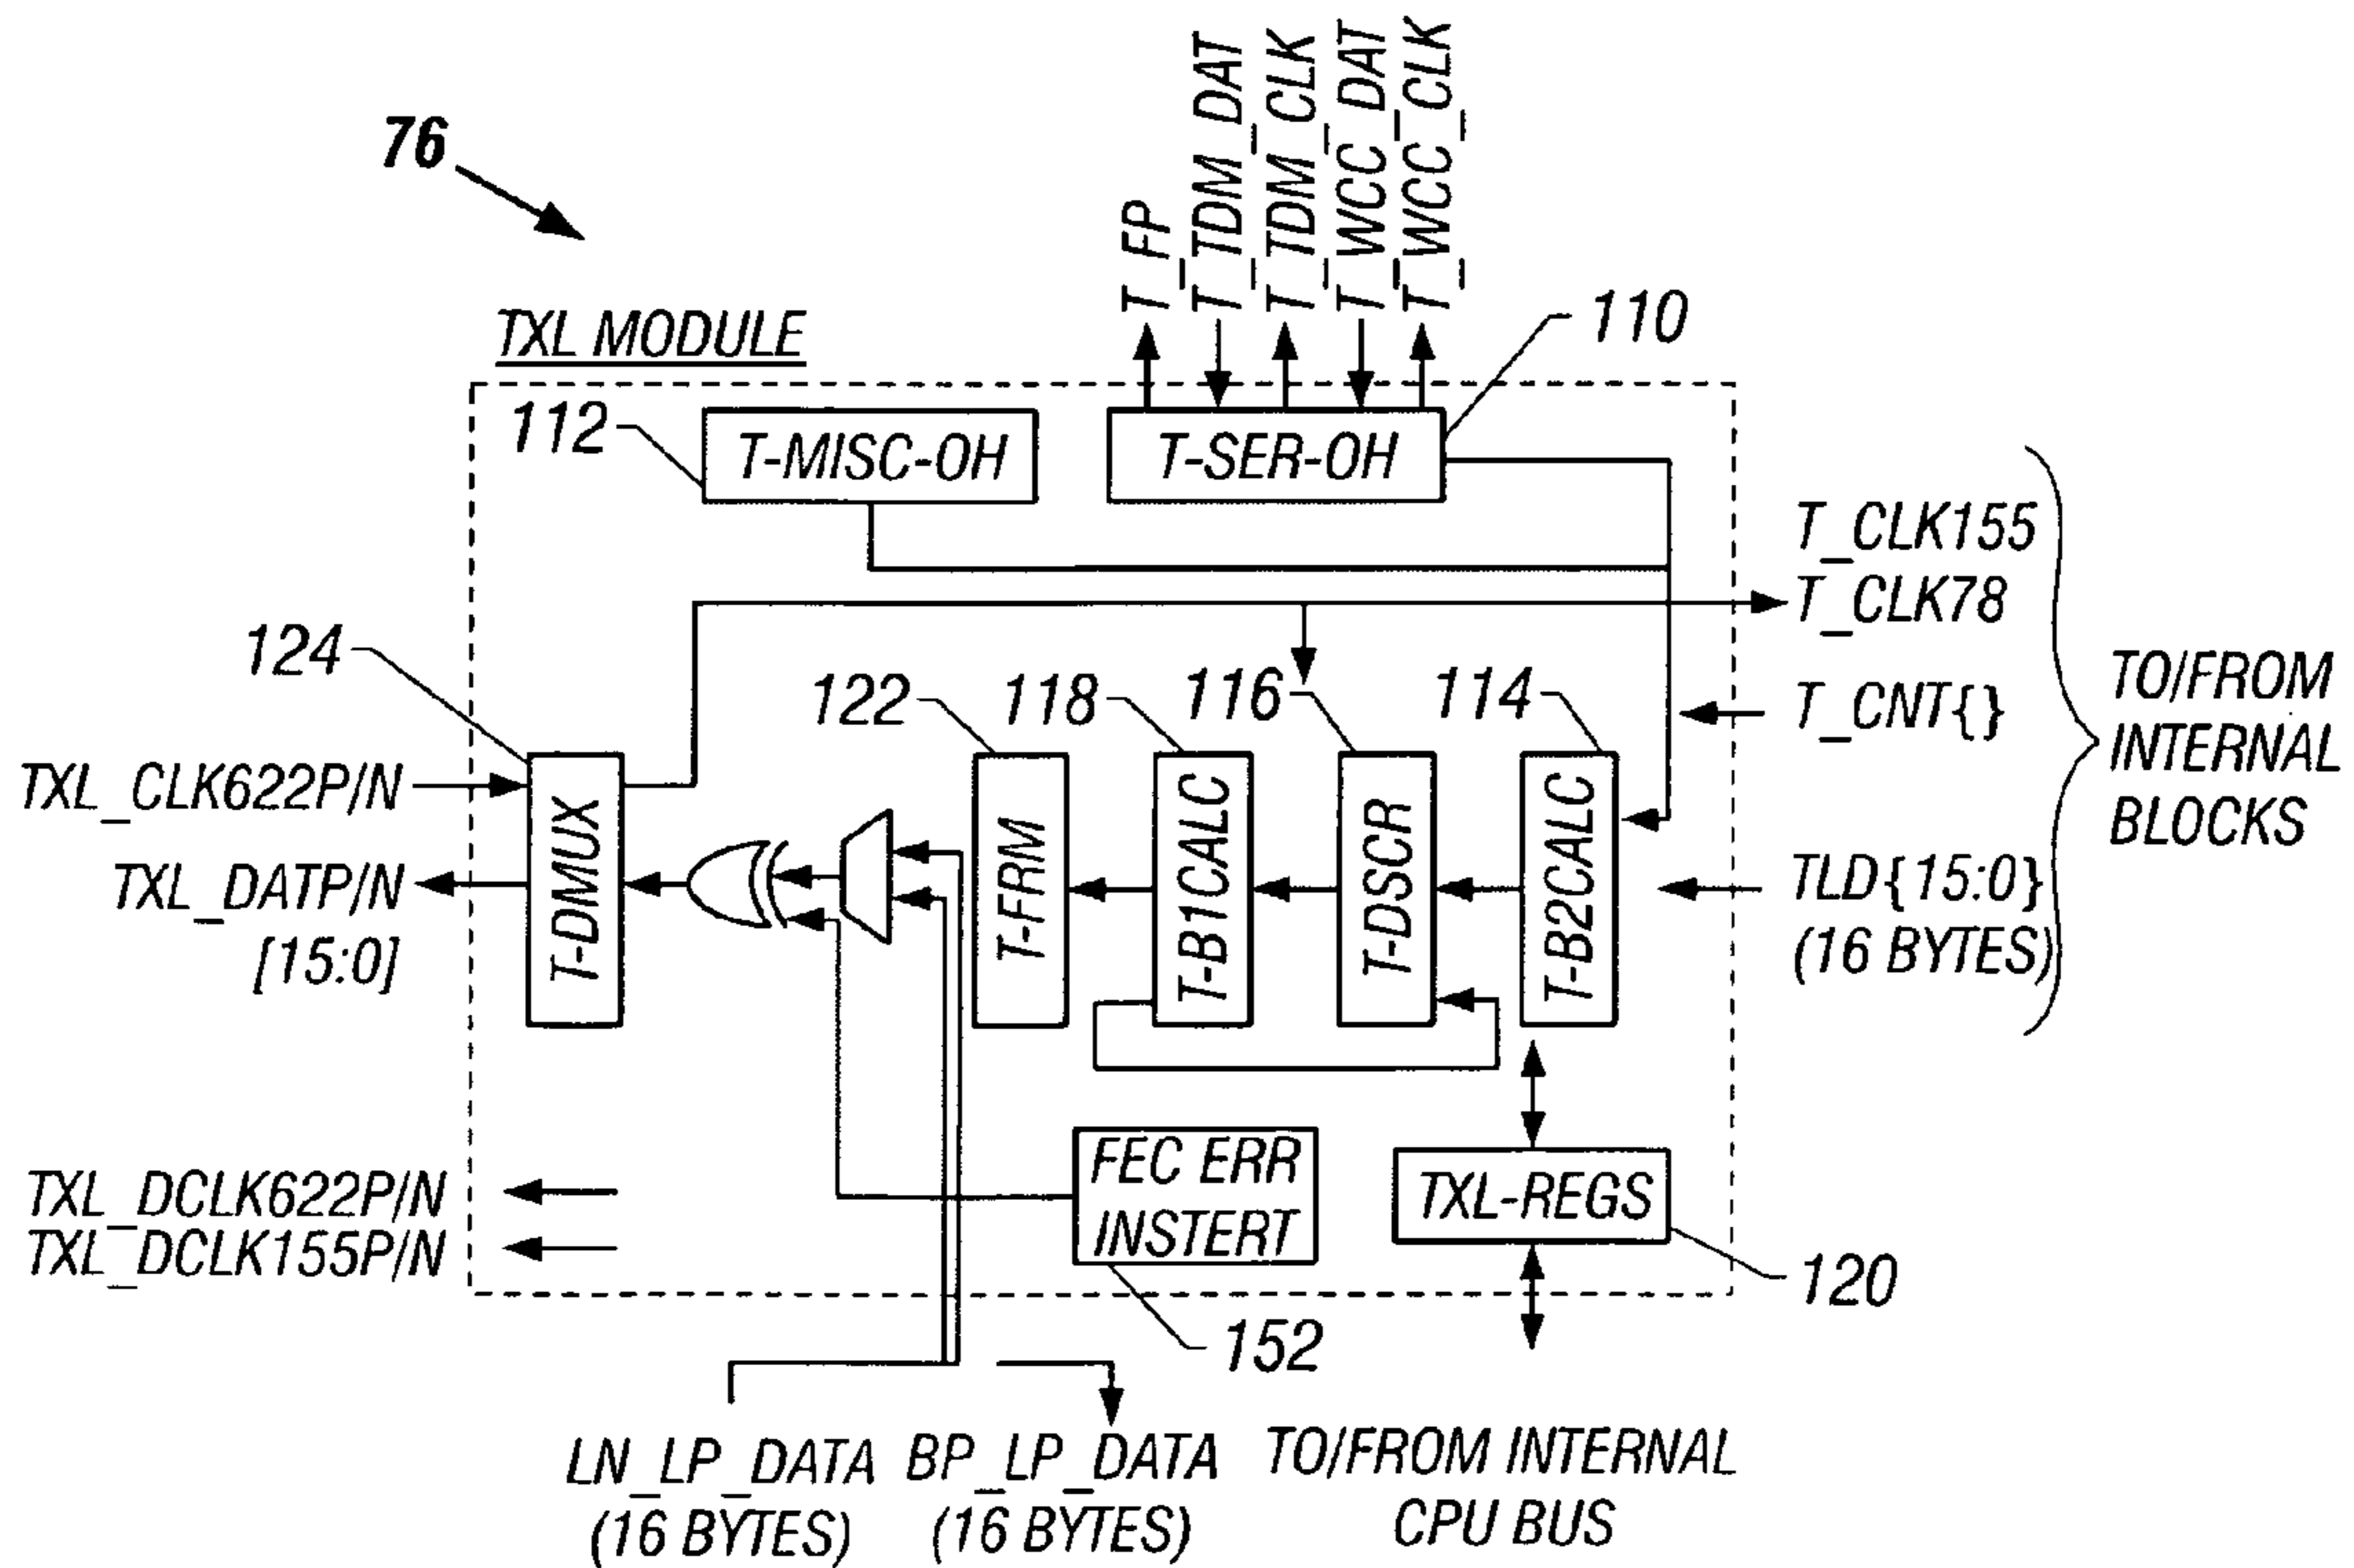 76
T_FP
T_TDM_DAT
T_TDM_CLK
T_WCC_DAT
T_WCC_CLK
TXL MODULE
110
112
T-MISC-OH
T-SER-OH
T_CLK155
T_CLK78
124
122
118
116
114
T_CNT{}
TO/FROM
INTERNAL
BLOCKS
TXL_CLK622P/N
TXL_DATP/N
[15:0]
T-DMUX
T-FRM
T-B1CALC
T-DSCR
T-B2CALC
TLD{15:0}
(16 BYTES)
TXL_DCLK622P/N
TXL_DCLK155P/N
FEC ERR
INSTERT
TXL-REGS
120
152
LN_LP_DATA
(16 BYTES)
BP_LP_DATA
(16 BYTES)
TO/FROM INTERNAL
CPU BUS